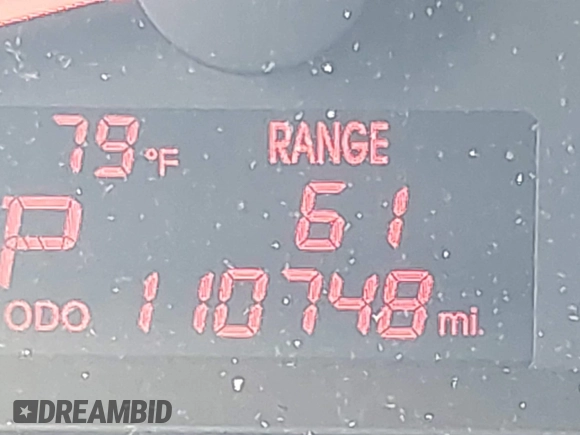 79°F RANGE
P 61
ODO 110748 mi.
DREAMBID